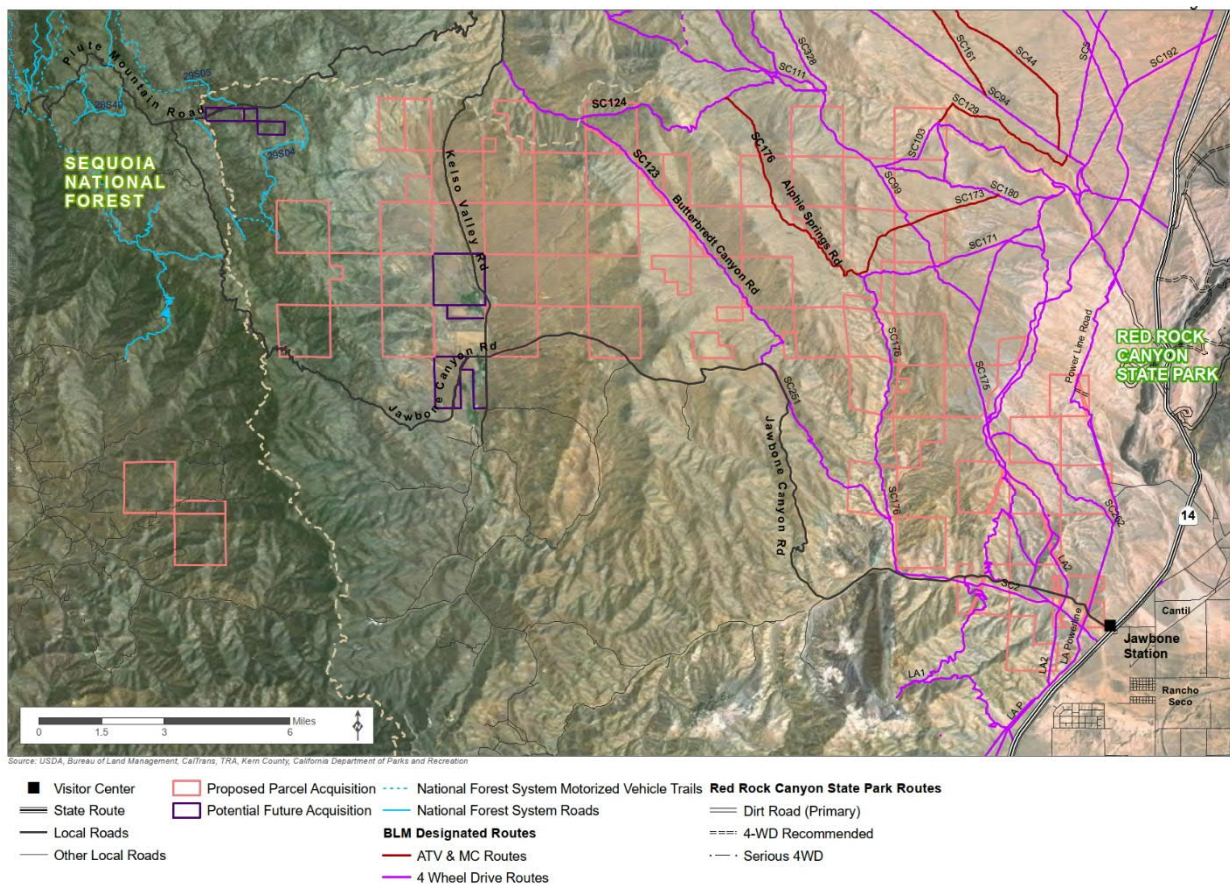 Piute Mountain Road
29S05
28S40
29S04
SEQUOIA
NATIONAL
FOREST
Kelso Valley Rd
Jawbone Canyon Rd
SC124
SC123
Butterbredt Canyon Rd
SC176
Alphie Springs Rd
SC328
SC111
SC161
SC44
SC5
SC192
SC94
SC129
SC103
SC99
SC173
SC180
SC171
SC176
SC175
SC251
Jawbone Canyon Rd
SC176
Power Line Road
RED ROCK
CANYON
STATE PARK
14
SC262
LA2
SC2
Cantil
Jawbone
Station
LA Powerline
LA2
LA1
LA P
Rancho
Seco
Miles
0 1.5 3 6
Source: USDA, Bureau of Land Management, CalTrans, TRA, Kern County, California Department of Parks and Recreation
Visitor Center
State Route
Local Roads
Other Local Roads
Proposed Parcel Acquisition
Potential Future Acquisition
National Forest System Motorized Vehicle Trails
National Forest System Roads
BLM Designated Routes
ATV & MC Routes
4 Wheel Drive Routes
Red Rock Canyon State Park Routes
Dirt Road (Primary)
4-WD Recommended
Serious 4WD